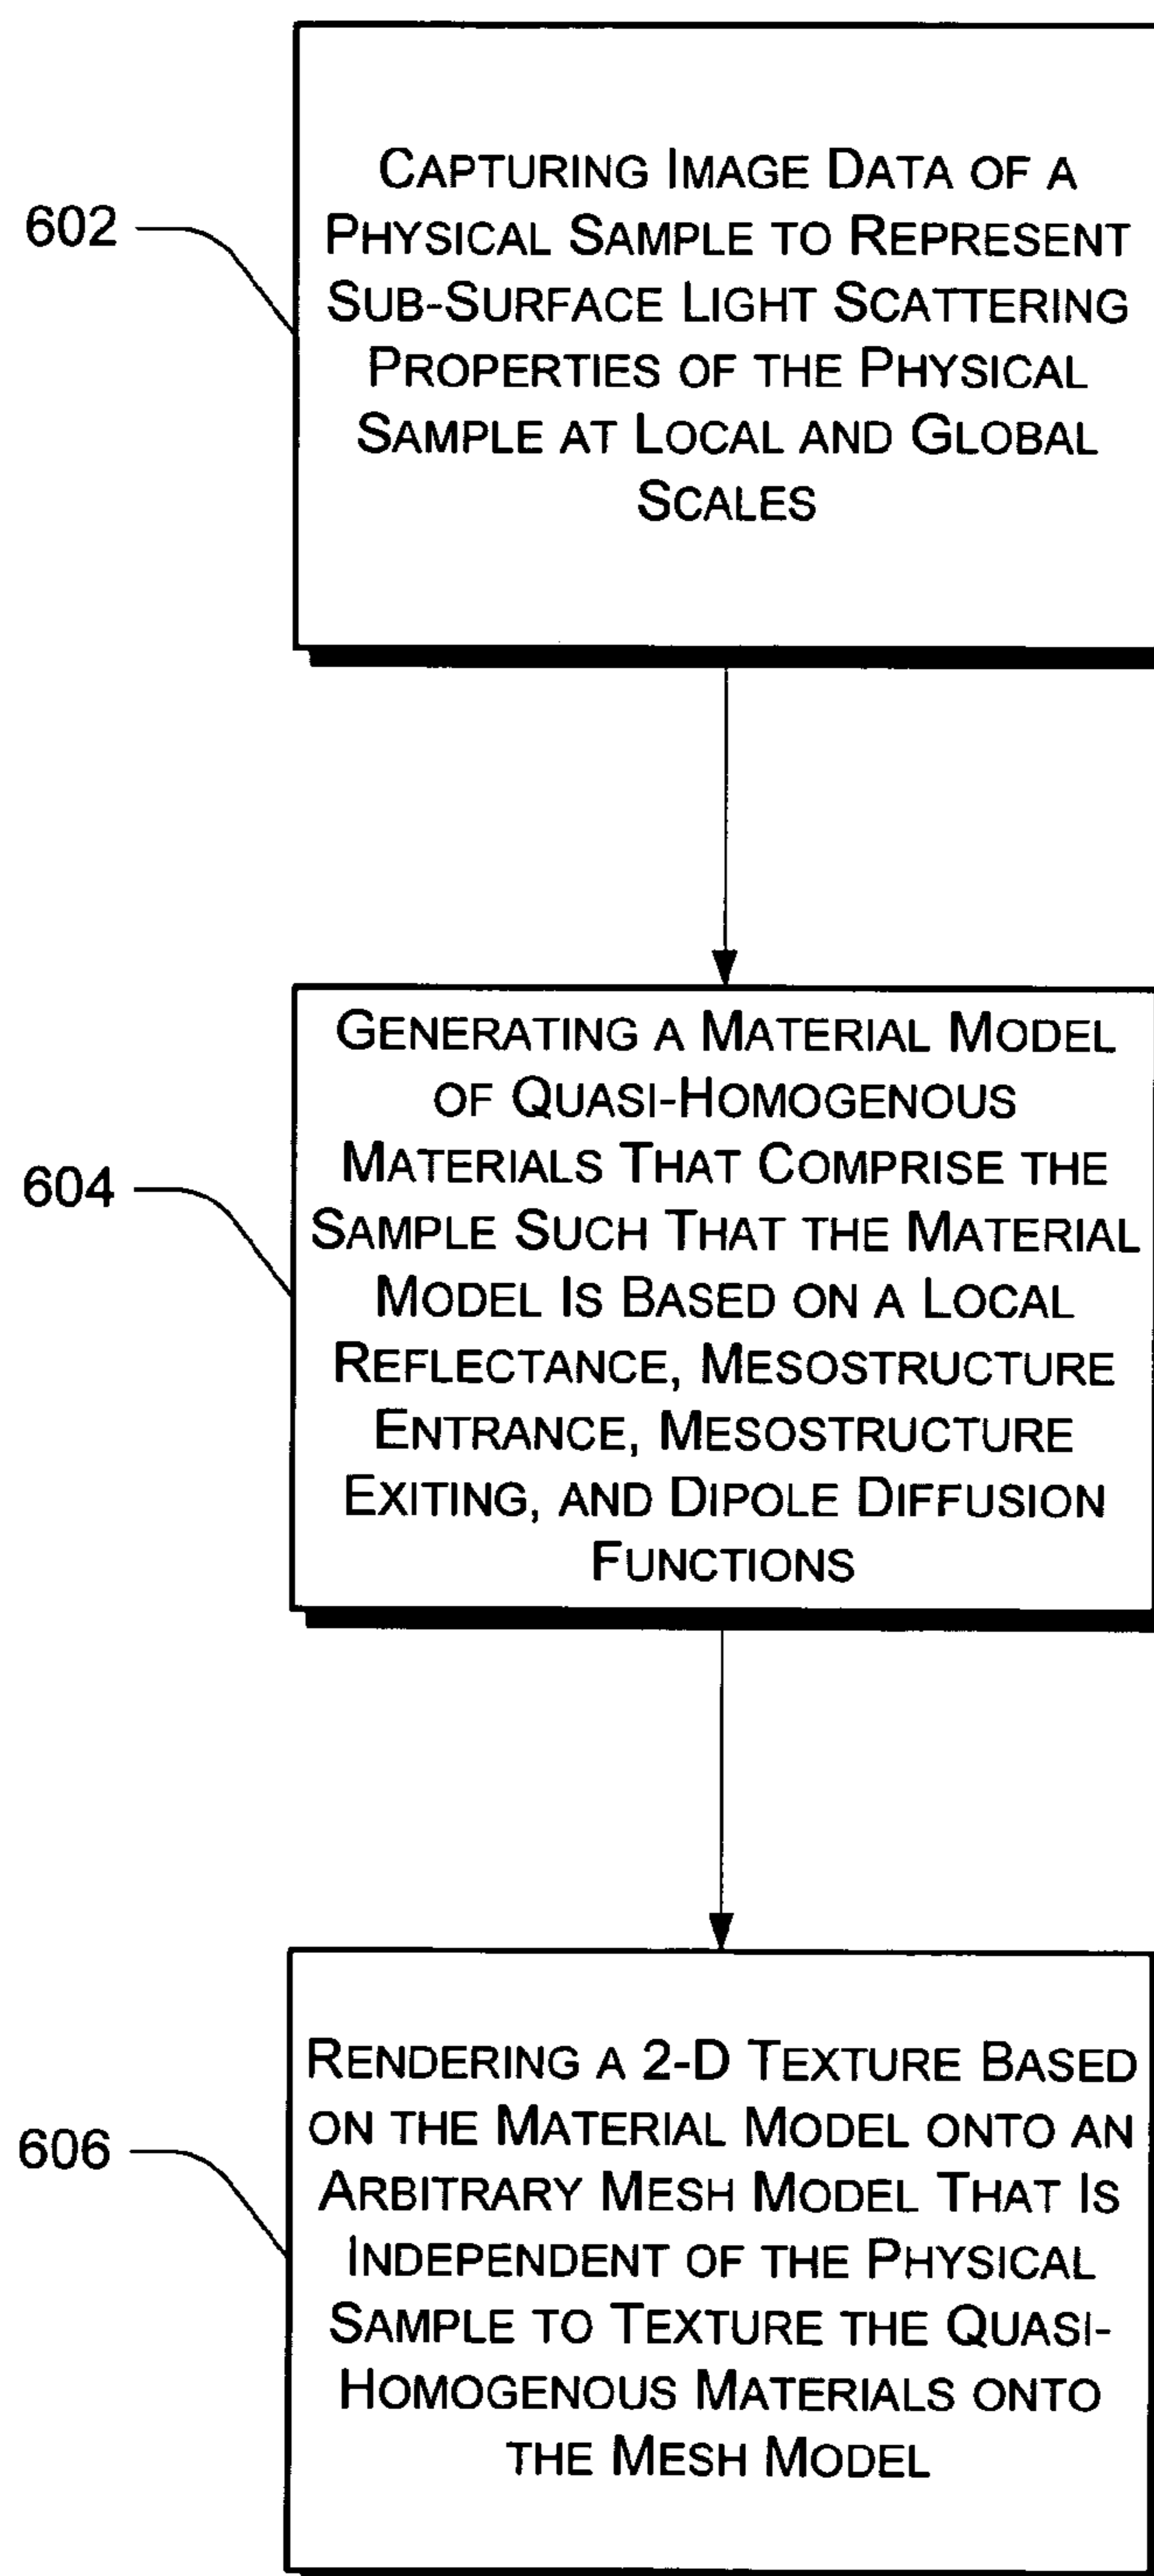 602
CAPTURING IMAGE DATA OF A
PHYSICAL SAMPLE TO REPRESENT
SUB-SURFACE LIGHT SCATTERING
PROPERTIES OF THE PHYSICAL
SAMPLE AT LOCAL AND GLOBAL
SCALES
604
GENERATING A MATERIAL MODEL
OF QUASI-HOMOGENOUS
MATERIALS THAT COMPRISE THE
SAMPLE SUCH THAT THE MATERIAL
MODEL IS BASED ON A LOCAL
REFLECTANCE, MESOSTRUCTURE
ENTRANCE, MESOSTRUCTURE
EXITING, AND DIPOLE DIFFUSION
FUNCTIONS
606
RENDERING A 2-D TEXTURE BASED
ON THE MATERIAL MODEL ONTO AN
ARBITRARY MESH MODEL THAT IS
INDEPENDENT OF THE PHYSICAL
SAMPLE TO TEXTURE THE QUASI-
HOMOGENOUS MATERIALS ONTO
THE MESH MODEL